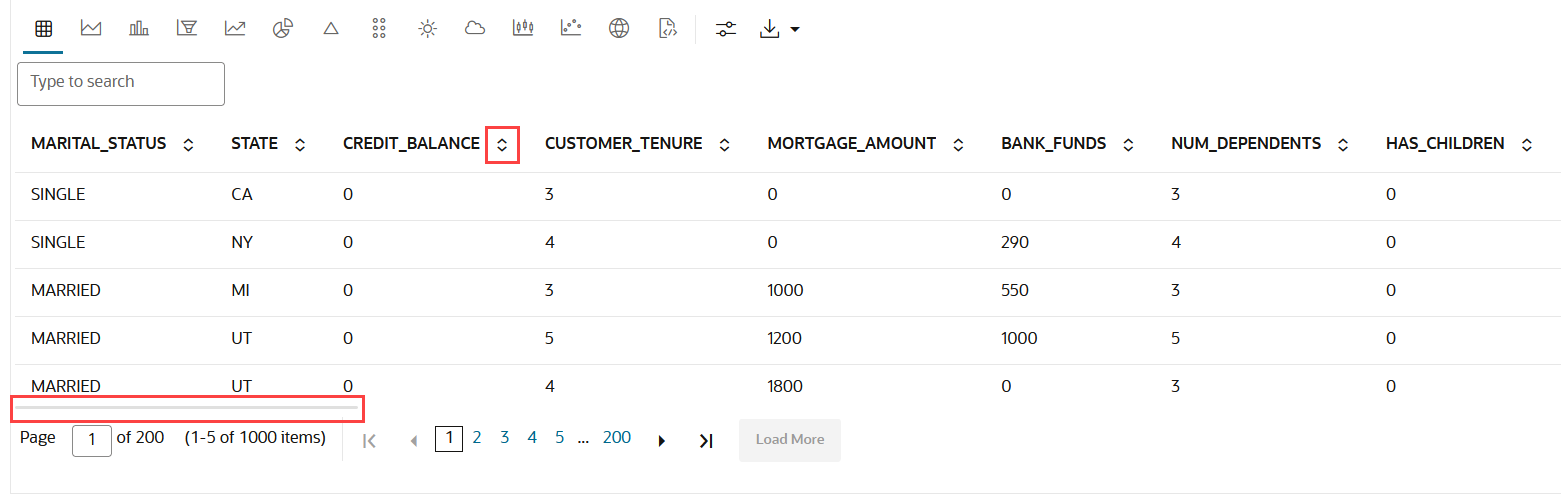 Type to search
MARITAL_STATUS STATE CREDIT_BALANCE CUSTOMER_TENURE MORTGAGE_AMOUNT BANK_FUNDS NUM_DEPENDENTS HAS_CHILDREN
SINGLE CA 0 3 0 0 3 0
SINGLE NY 0 4 0 290 4 0
MARRIED MI 0 3 1000 550 3 0
MARRIED UT 0 5 1200 1000 5 0
MARRIED UT 0 4 1800 0 3 0
Page 1 of 200 (1-5 of 1000 items) 1 2 3 4 5 ... 200 Load More